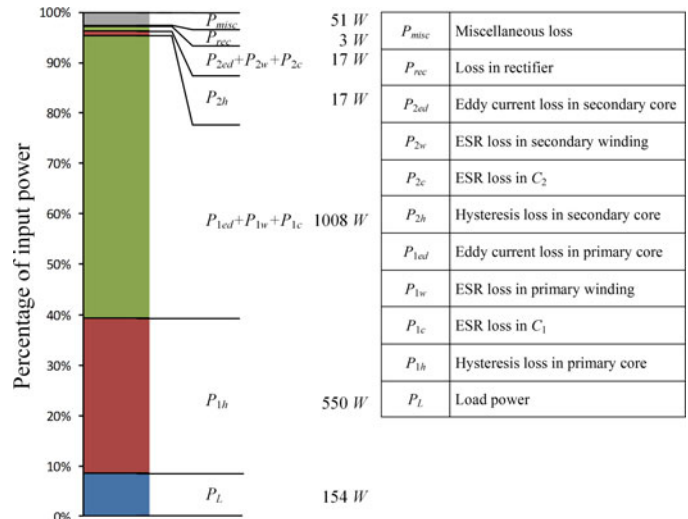 Percentage of input power
100%
90%
80%
70%
60%
50%
40%
30%
20%
10%
0%
P_misc 51 W
P_rec 3 W
P_2ed+P_2w+P_2c 17 W
P_2h 17 W
P_1ed+P_1w+P_1c 1008 W
P_1h 550 W
P_L 154 W
P_misc Miscellaneous loss
P_rec Loss in rectifier
P_2ed Eddy current loss in secondary core
P_2w ESR loss in secondary winding
P_2c ESR loss in C_2
P_2h Hysteresis loss in secondary core
P_1ed Eddy current loss in primary core
P_1w ESR loss in primary winding
P_1c ESR loss in C_1
P_1h Hysteresis loss in primary core
P_L Load power